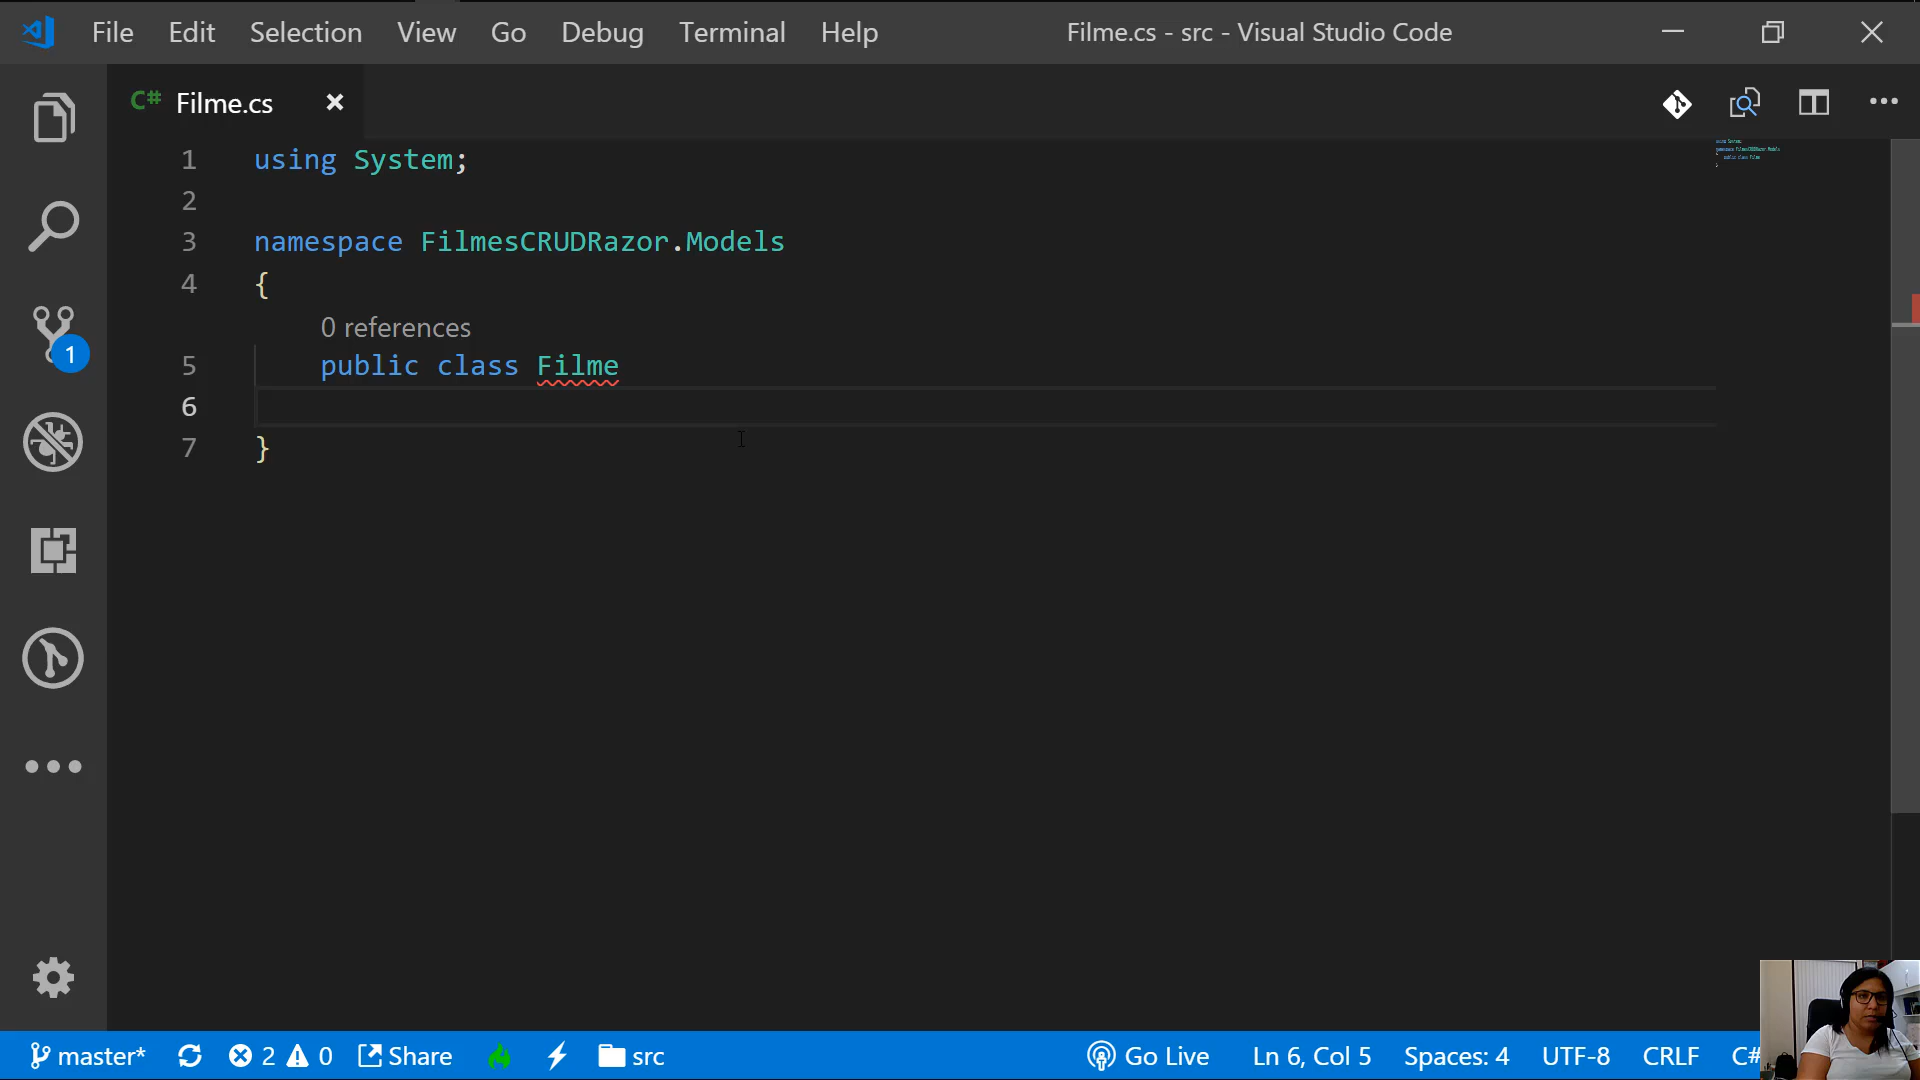 File Edit Selection View Go Debug Terminal Help Filme.cs - src - Visual Studio Code
C# Filme.cs
1 using System;
2
3 namespace FilmesCRUDRazor.Models
4 {
0 references
5 public class Filme
6
7 }
1
master* 2 0 Share src Go Live Ln 6, Col 5 Spaces: 4 UTF-8 CRLF C#